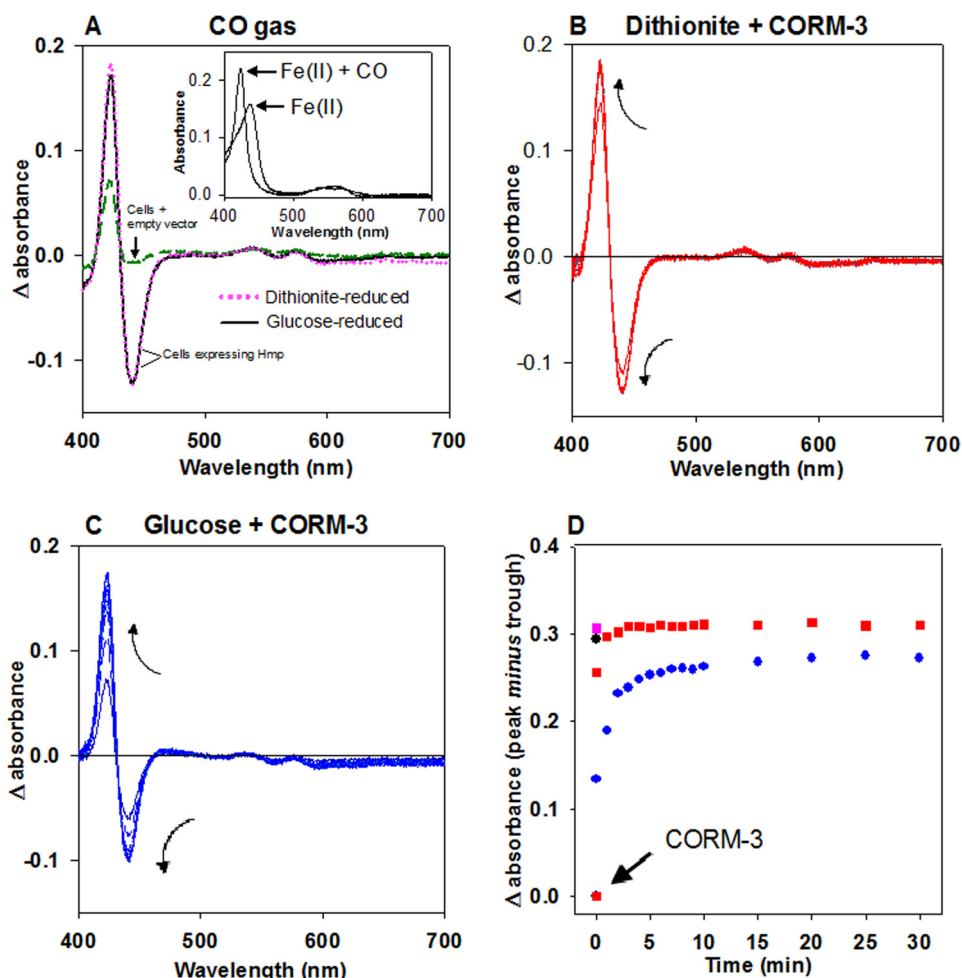 A
CO gas
0.2
0.1
0.0
-0.1
Δ absorbance
Cells +
empty vector
Dithionite-reduced
Glucose-reduced
Cells expressing Hmp
400 500 600 700
Wavelength (nm)
Fe(II) + CO
Fe(II)
0.2
0.1
0.0
Absorbance
400 500 600 700
Wavelength (nm)
B
Dithionite + CORM-3
0.2
0.1
0.0
-0.1
Δ absorbance
400 500 600 700
Wavelength (nm)
C
Glucose + CORM-3
0.2
0.1
0.0
-0.1
Δ absorbance
400 500 600 700
Wavelength (nm)
D
0.4
0.3
0.2
0.1
0.0
Δ absorbance (peak minus trough)
CORM-3
0 5 10 15 20 25 30
Time (min)